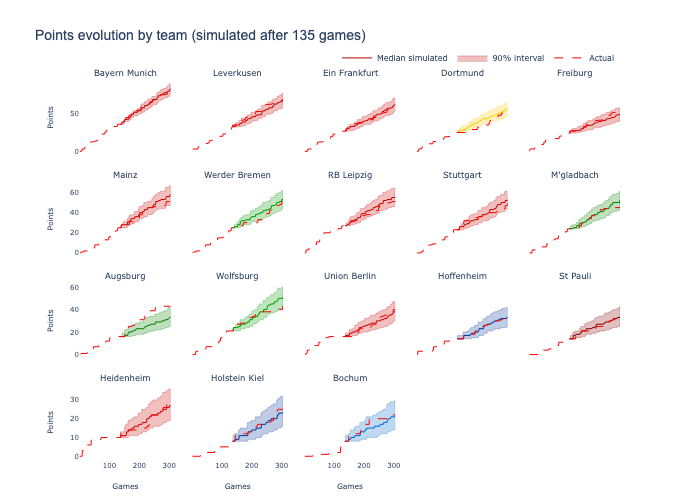 Points evolution by team (simulated after 135 games)
Median simulated 90% interval Actual
Bayern Munich Leverkusen Ein Frankfurt Dortmund Freiburg
Points
50
0
Mainz Werder Bremen RB Leipzig Stuttgart M'gladbach
Points
60
40
20
0
Augsburg Wolfsburg Union Berlin Hoffenheim St Pauli
Points
60
40
20
0
Heidenheim Holstein Kiel Bochum
Points
30
20
10
0
100 200 300 100 200 300 100 200 300
Games Games Games